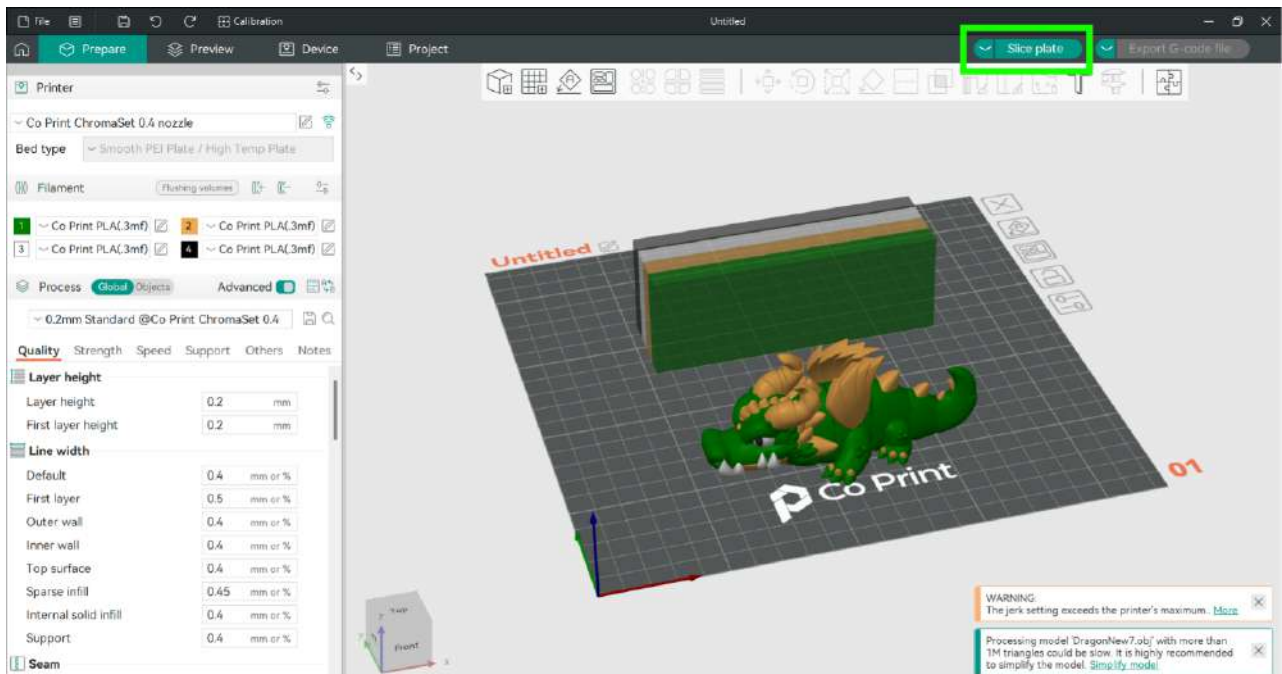 File
Calibration
Untitled
Prepare
Preview
Device
Project
Slice plate
Export G-code file
Printer
Co Print ChromaSet 0.4 nozzle
Bed type
Smooth PEI Plate / High Temp Plate
Filament
Flushing volumes
1 Co Print PLA(.3mf) 2 Co Print PLA(.3mf)
3 Co Print PLA(.3mf) 4 Co Print PLA(.3mf)
Process Global Objects Advanced
0.2mm Standard @Co Print ChromaSet 0.4
Quality Strength Speed Support Others Notes
Layer height
Layer height 0.2 mm
First layer height 0.2 mm
Line width
Default 0.4 mm or %
First layer 0.5 mm or %
Outer wall 0.4 mm or %
Inner wall 0.4 mm or %
Top surface 0.4 mm or %
Sparse infill 0.45 mm or %
Internal solid infill 0.4 mm or %
Support 0.4 mm or %
Seam
Untitled
Co Print
01
Top
Front
z
y
x
WARNING:
The jerk setting exceeds the printer's maximum.. More
Processing model 'DragonNew7.obj' with more than
1M triangles could be slow. It is highly recommended
to simplify the model. Simplify model